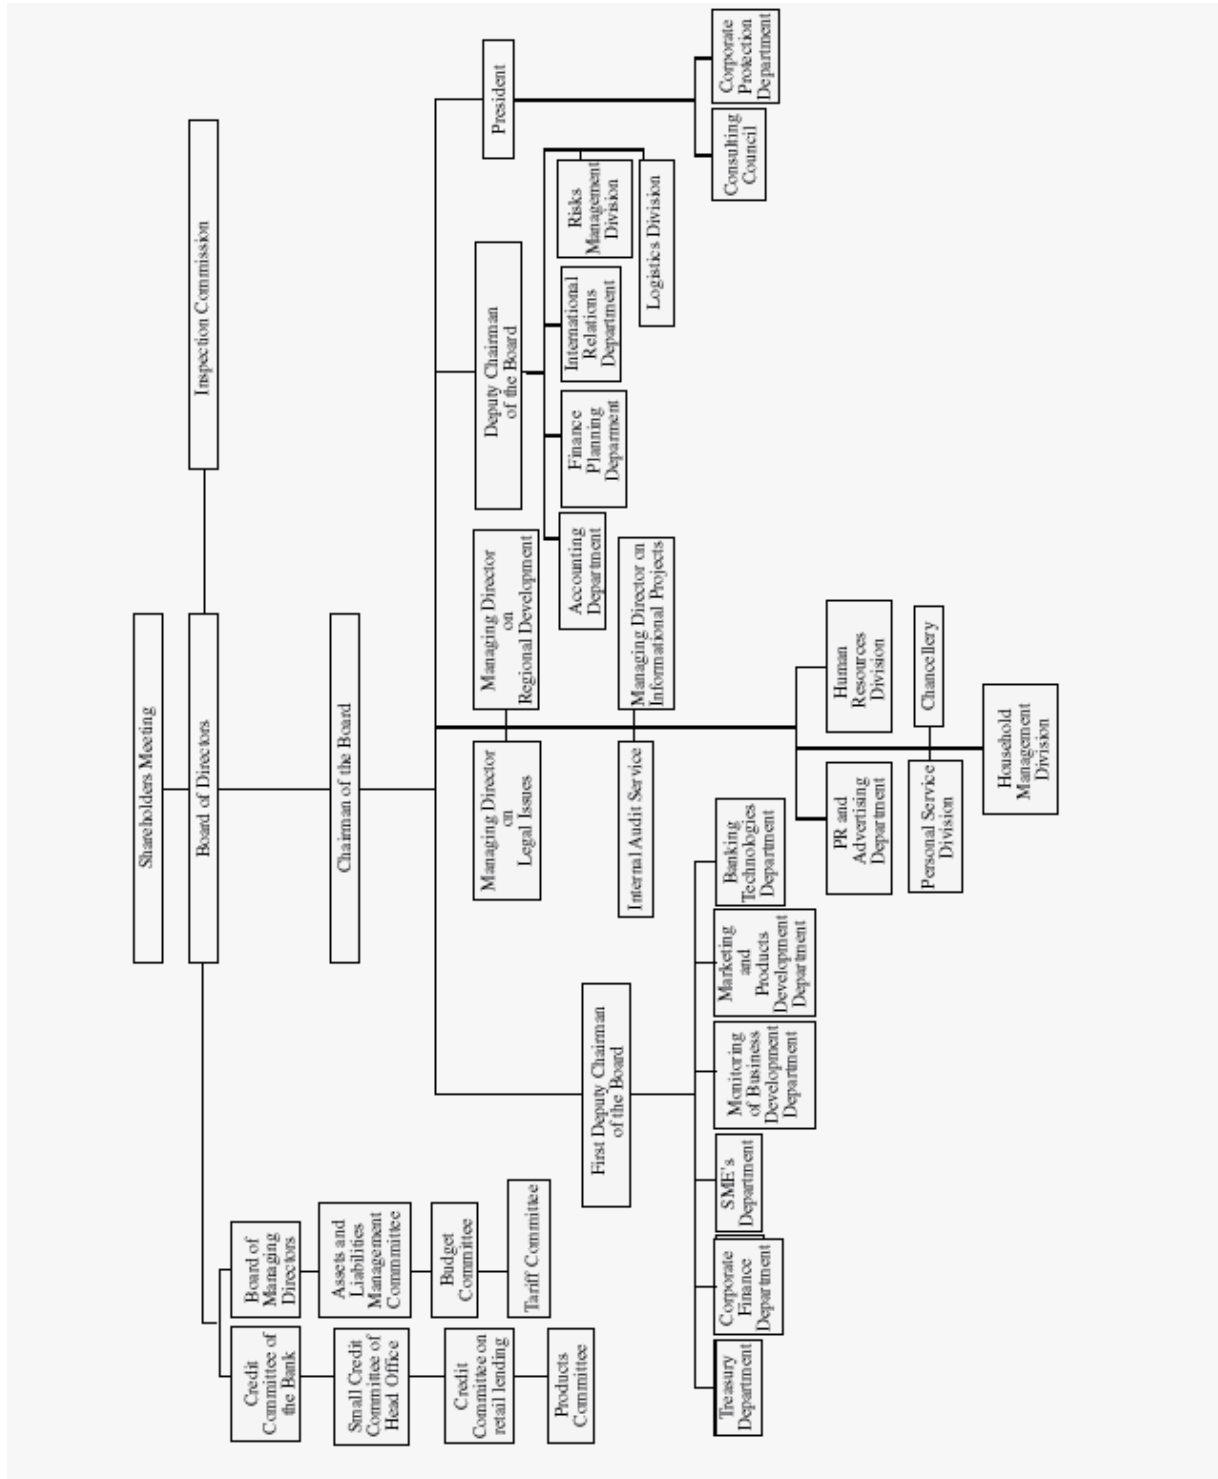 Shareholders Meeting
Board of Directors
Inspection Commission
Chairman of the Board
Credit
Committee of
the Bank
Small Credit
Committee of
Head Office
Credit
Committee on
retail lending
Products
Committee
Board of
Managing
Directors
Assets and
Liabilities
Management
Commmittee
Budget
Committee
Tariff Committee
First Deputy Chairman
of the Board
Treasury
Department
Corporate
Finance
Department
SME's
Department
Monitoring
of Business
Development
Department
Marketing
and
Products
Development
Department
Banking
Technologies
Department
Managing Director
on
Legal Issues
Managing Director
on
Regional Development
Internal Audit Service
Managing Director on
Informational Projects
PR and
Advertising
Department
Human
Resources
Division
Personal Service
Division
Chancellery
Household
Management
Division
Deputy Chairman
of the Board
Accounting
Department
Finance
Planning
Deparment
International
Relations
Department
Risks
Management
Division
Logistics Division
President
Consulting
Council
Corporate
Protection
Department